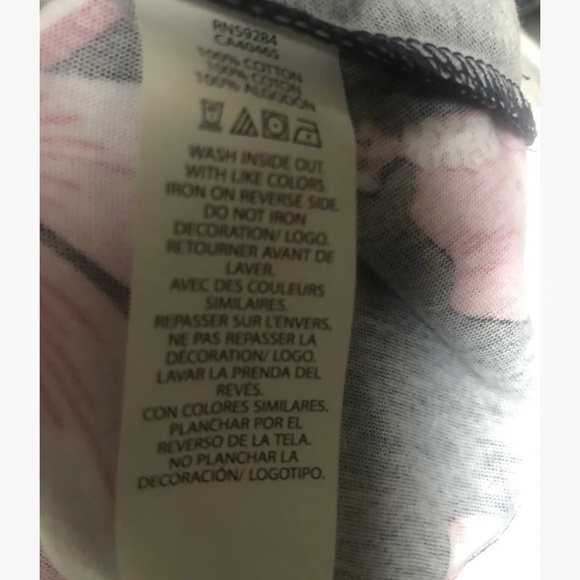 RN59284
CA40465
100% COTTON
100% COTON
100% ALGODÓN
WASH INSIDE OUT.
WITH LIKE COLORS.
IRON ON REVERSE SIDE.
DO NOT IRON
DECORATION/ LOGO.
RETOURNER AVANT DE
LAVER.
AVEC DES COULEURS
SIMILAIRES.
REPASSER SUR L'ENVERS.
NE PAS REPASSER LA
DÉCORATION/ LOGO.
LAVAR LA PRENDA DEL
REVÉS.
CON COLORES SIMILARES.
PLANCHAR POR EL
REVERSO DE LA TELA.
NO PLANCHAR LA
DECORACIÓN/ LOGOTIPO.